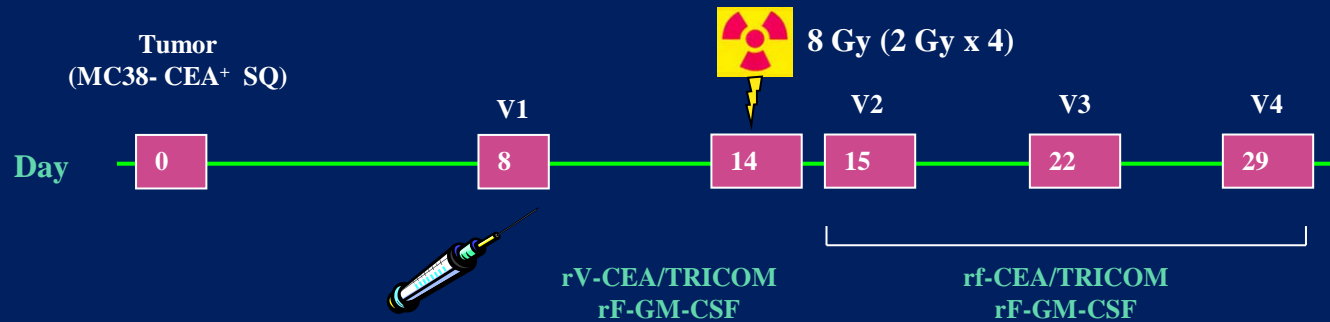 Tumor
(MC38- CEA⁺ SQ)
8 Gy (2 Gy x 4)
V1
V2
V3
V4
Day
0
8
14
15
22
29
rV-CEA/TRICOM
rF-GM-CSF
rf-CEA/TRICOM
rF-GM-CSF